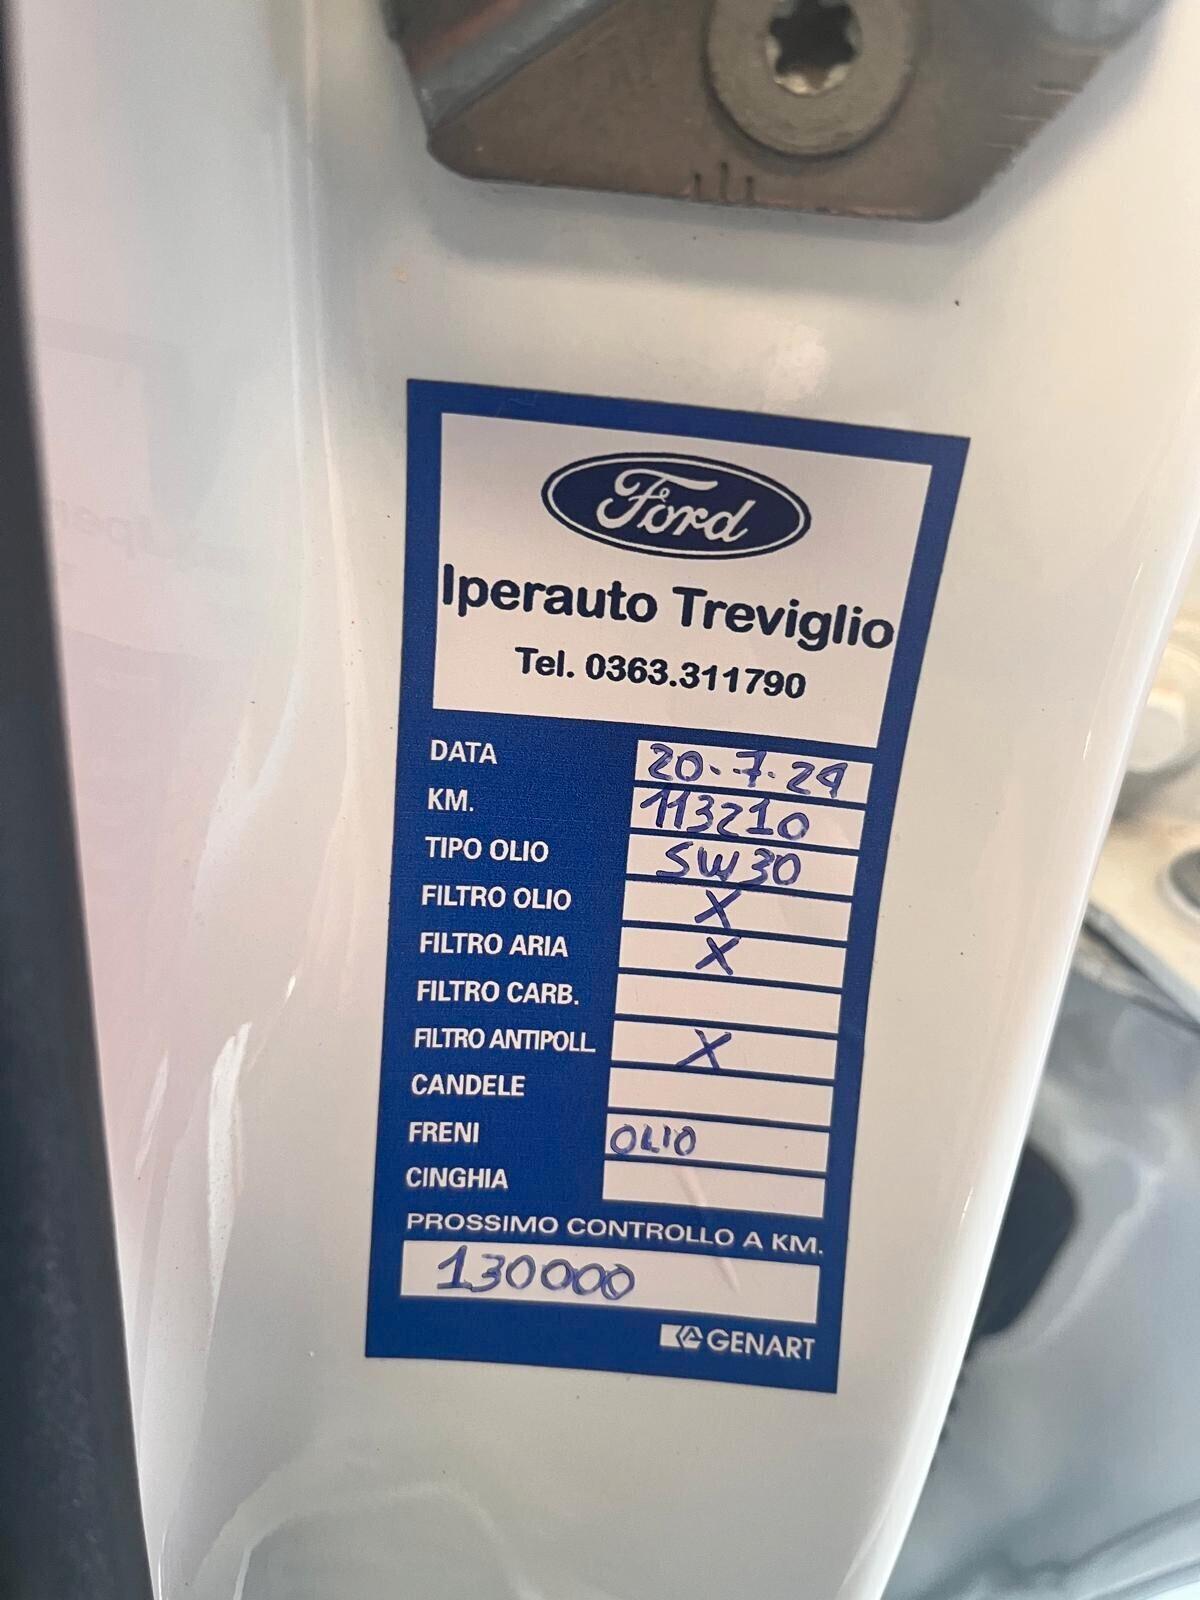 Ford
Iperauto Treviglio
Tel. 0363.311790
DATA 20.7.24
KM. 113210
TIPO OLIO 5W30
FILTRO OLIO X
FILTRO ARIA X
FILTRO CARB.
FILTRO ANTIPOLL. X
CANDELE
FRENI OLIO
CINGHIA
PROSSIMO CONTROLLO A KM.
130000
GENART